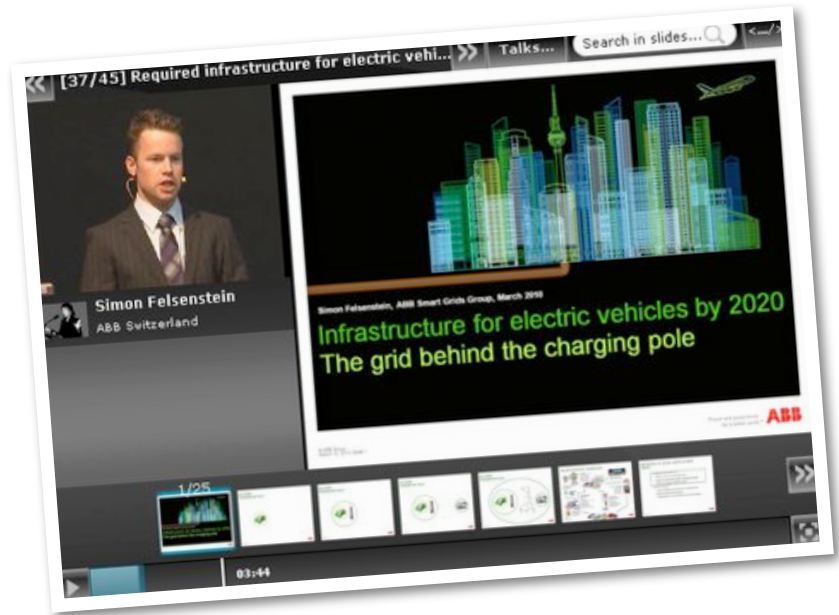 [37/45] Required infrastructure for electric vehi...
Talks...
Search in slides...
<.../>
Simon Felsenstein
ABB Switzerland
Simon Felsenstein, ABB Smart Grids Group, March 2010
Infrastructure for electric vehicles by 2020
The grid behind the charging pole
ABB
1/25
03:44